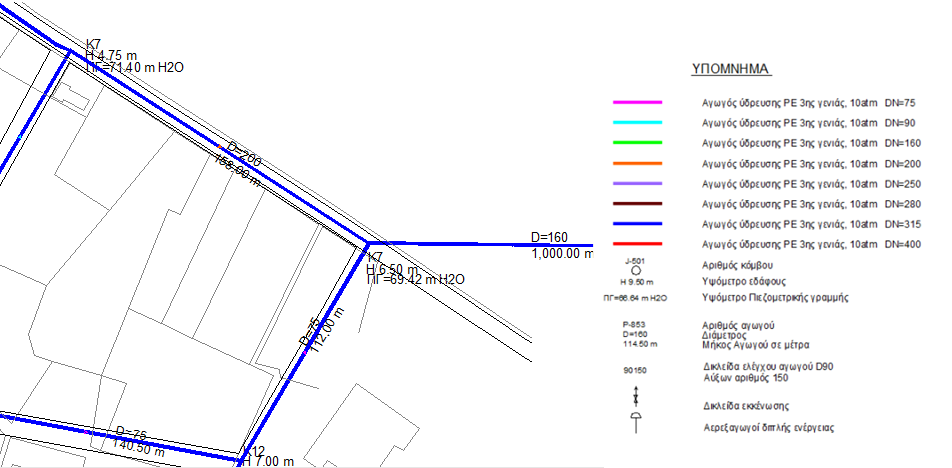 K7
H 4.75 m
ΠΓ=71.40 m H2O
D=200
158.00 m
D=160
1,000.00 m
K7
H 6.50 m
ΠΓ=69.42 m H2O
D=75
112.00 m
D=75
140.50 m
K12
H 7.00 m
ΥΠΟΜΝΗΜΑ
Αγωγός ύδρευσης PE 3ης γενιάς, 10atm DN=75
Αγωγός ύδρευσης PE 3ης γενιάς, 10atm DN=90
Αγωγός ύδρευσης PE 3ης γενιάς, 10atm DN=160
Αγωγός ύδρευσης PE 3ης γενιάς, 10atm DN=200
Αγωγός ύδρευσης PE 3ης γενιάς, 10atm DN=250
Αγωγός ύδρευσης PE 3ης γενιάς, 10atm DN=280
Αγωγός ύδρευσης PE 3ης γενιάς, 10atm DN=315
Αγωγός ύδρευσης PE 3ης γενιάς, 10atm DN=400
J-501 Αριθμός κόμβου
H 9.50 m Υψόμετρο εδάφους
ΠΓ=66.64 m H2O Υψόμετρο Πιεζομετρικής γραμμής
P-853 Αριθμός αγωγού
D=160 Διάμετρος
114.50 m Μήκος Αγωγού σε μέτρα
90150 Δικλείδα ελέγχου αγωγού D90
Αύξων αριθμός 150
Δικλείδα εκκένωσης
Αερεξαγωγοί διπλής ενέργειας